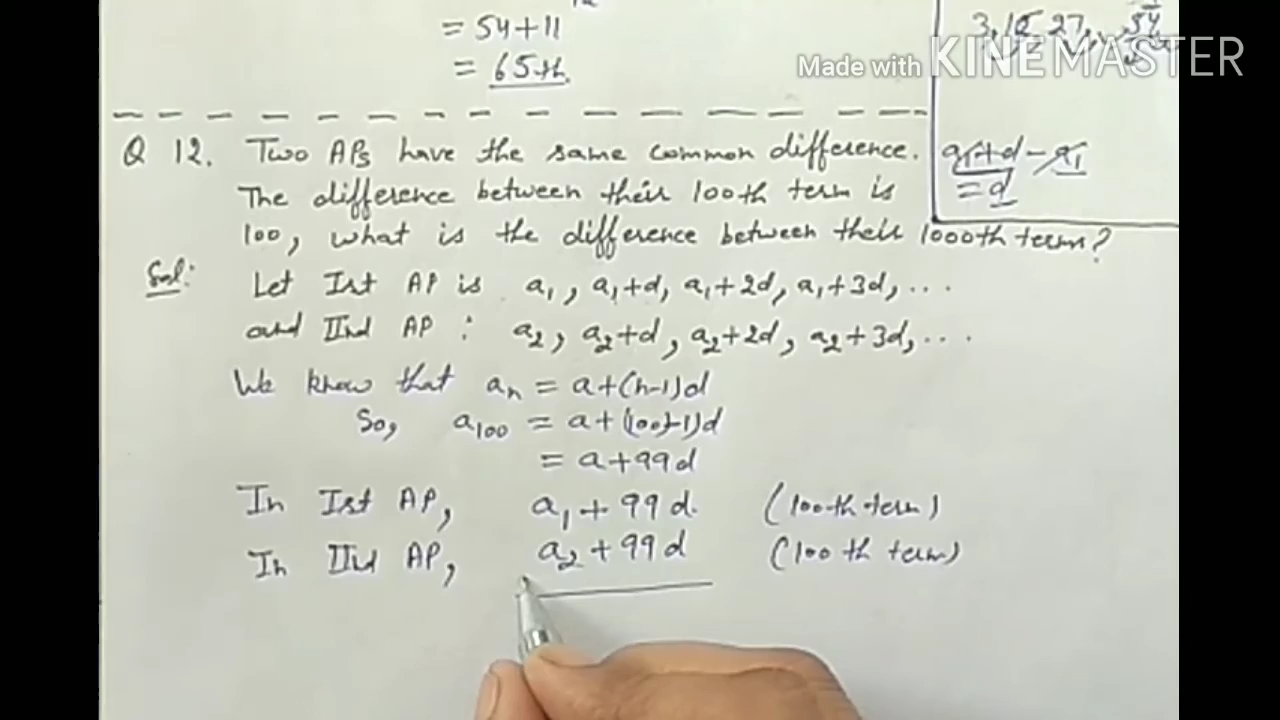 = 54+11
= 65th
3, 15, 27, ..., 54
Made with KINEMASTER
a₁+d-a₁
= d
Q 12. Two APs have the same common difference.
The difference between their 100th term is
100, what is the difference between their 1000th terms?
Sol: Let Ist AP is a₁, a₁+d, a₁+2d, a₁+3d, ...
and IInd AP : a₂, a₂+d, a₂+2d, a₂+3d, ...
We know that aₙ = a+(n-1)d
So, a₁₀₀ = a+(100-1)d
= a+99d
In Ist AP, a₁+99d. (100th term)
In IInd AP, a₂+99d (100th term)